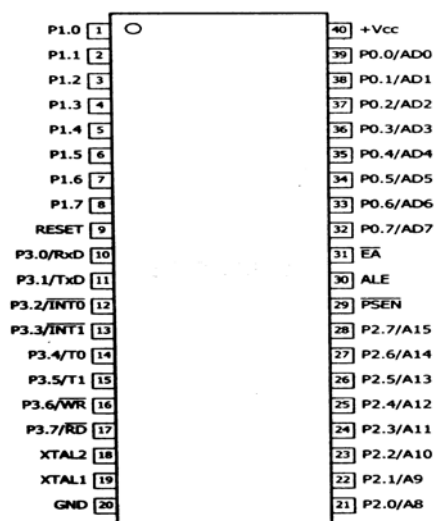 P1.0 1 40 +Vcc
P1.1 2 39 P0.0/AD0
P1.2 3 38 P0.1/AD1
P1.3 4 37 P0.2/AD2
P1.4 5 36 P0.3/AD3
P1.5 6 35 P0.4/AD4
P1.6 7 34 P0.5/AD5
P1.7 8 33 P0.6/AD6
RESET 9 32 P0.7/AD7
P3.0/RxD 10 31 E̅A̅
P3.1/TxD 11 30 ALE
P3.2/I̅N̅T̅0̅ 12 29 P̅S̅E̅N̅
P3.3/I̅N̅T̅1̅ 13 28 P2.7/A15
P3.4/T0 14 27 P2.6/A14
P3.5/T1 15 26 P2.5/A13
P3.6/W̅R̅ 16 25 P2.4/A12
P3.7/R̅D̅ 17 24 P2.3/A11
XTAL2 18 23 P2.2/A10
XTAL1 19 22 P2.1/A9
GND 20 21 P2.0/A8